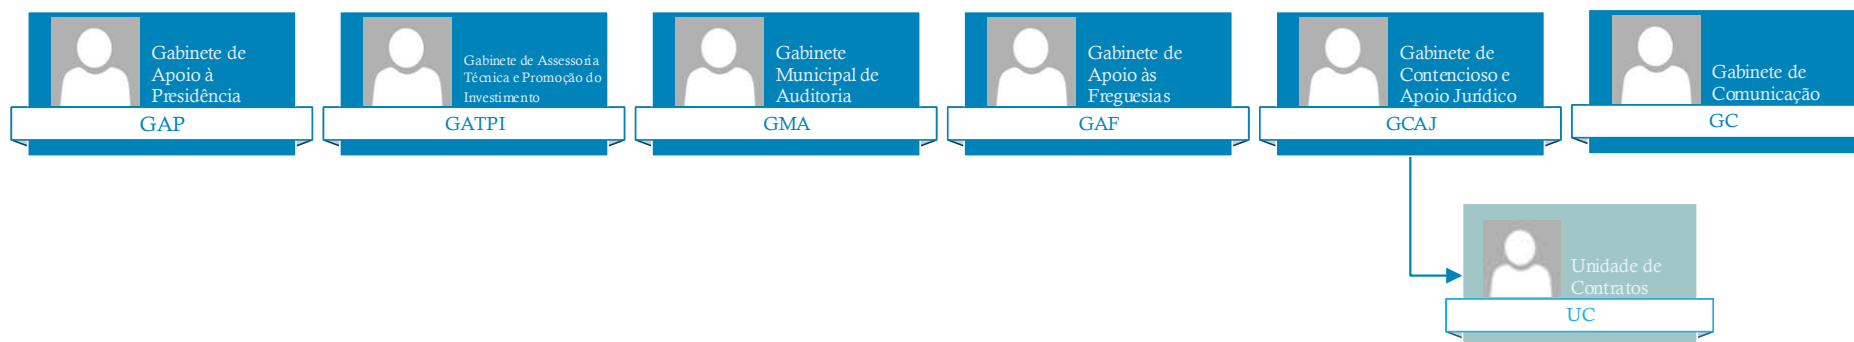 Gabinete de
Apoio à
Presidência
GAP
Gabinete de Assessoria
Técnica e Promoção do
Investimento
GATPI
Gabinete
Municipal de
Auditoria
GMA
Gabinete de
Apoio às
Freguesias
GAF
Gabinete de
Contencioso e
Apoio Jurídico
GCAJ
Gabinete de
Comunicação
GC
Unidade de
Contratos
UC